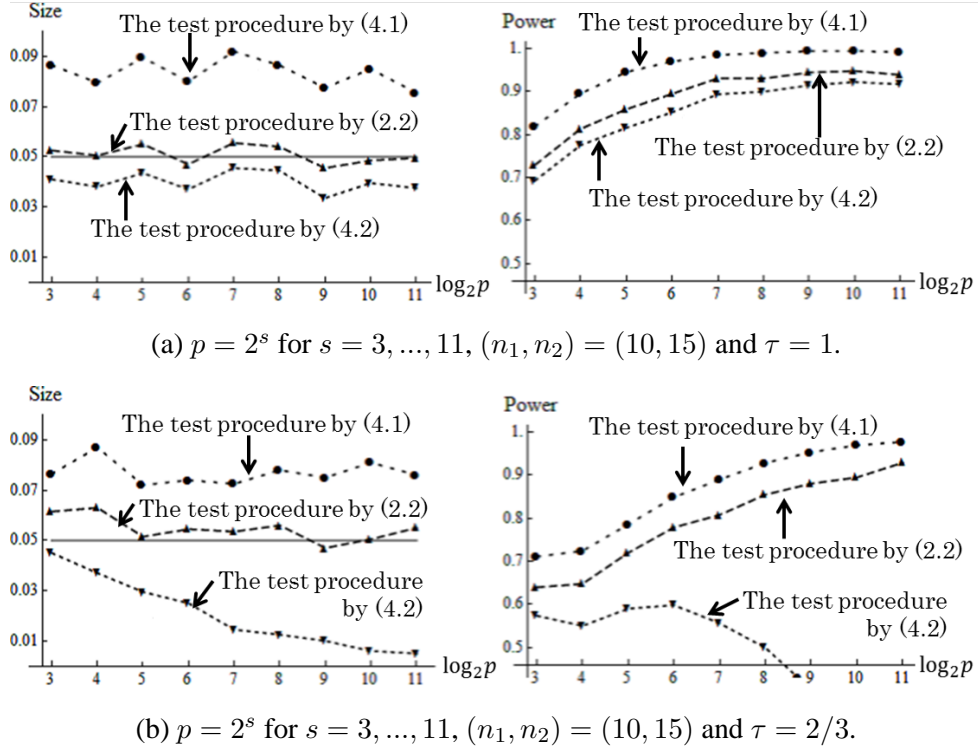 Size
The test procedure by (4.1)
0.09
0.07
The test procedure by (2.2)
0.05
0.03
The test procedure by (4.2)
0.01
3 4 5 6 7 8 9 10 11 log₂p
Power
The test procedure by (4.1)
1.
0.9
0.8
The test procedure by (2.2)
0.7
The test procedure by (4.2)
0.6
0.5
3 4 5 6 7 8 9 10 11 log₂p
(a) p = 2ˢ for s = 3, ..., 11, (n₁, n₂) = (10, 15) and τ = 1.
Size
The test procedure by (4.1)
0.09
0.07
The test procedure by (2.2)
0.05
0.03
The test procedure
by (4.2)
0.01
3 4 5 6 7 8 9 10 11 log₂p
Power
The test procedure by (4.1)
1.
0.9
0.8
0.7
The test procedure by (2.2)
0.6
The test procedure
by (4.2)
0.5
3 4 5 6 7 8 9 10 11 log₂p
(b) p = 2ˢ for s = 3, ..., 11, (n₁, n₂) = (10, 15) and τ = 2/3.